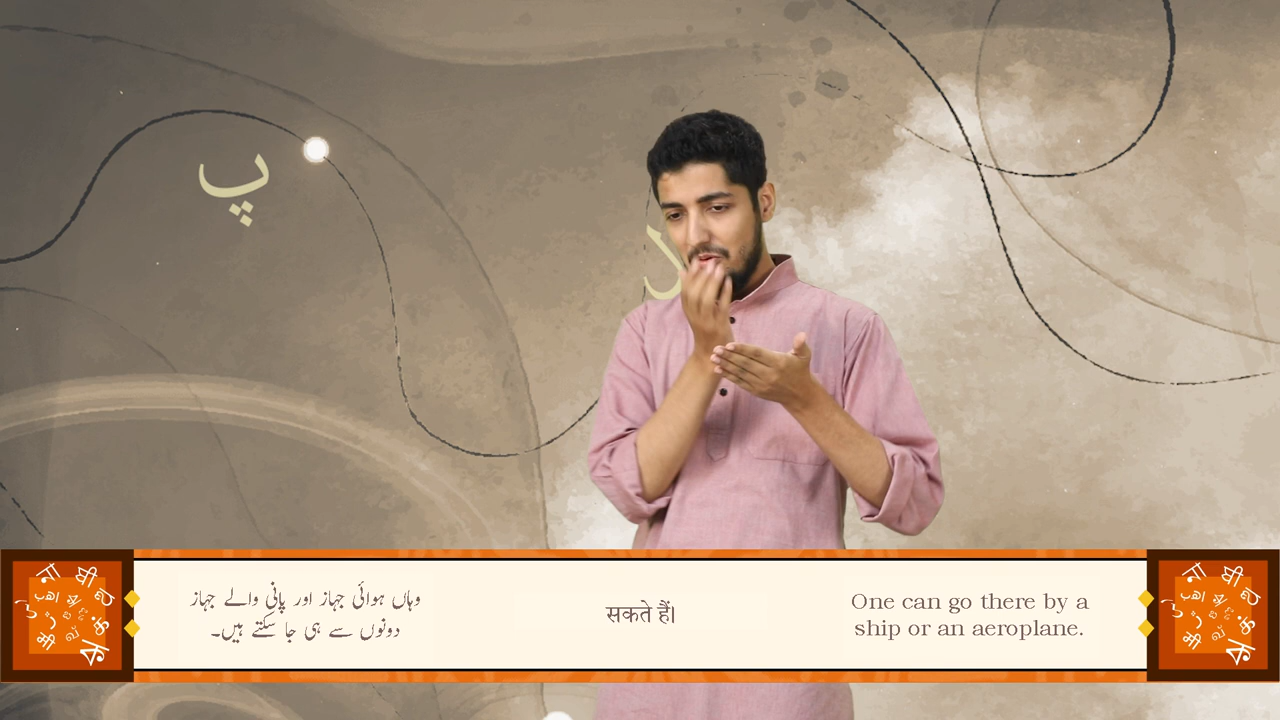 پ
د
وہاں ہوائی جہاز اور پانی والے جہاز
دونوں سے ہی جا سکتے ہیں۔
सकते हैं।
One can go there by a
ship or an aeroplane.